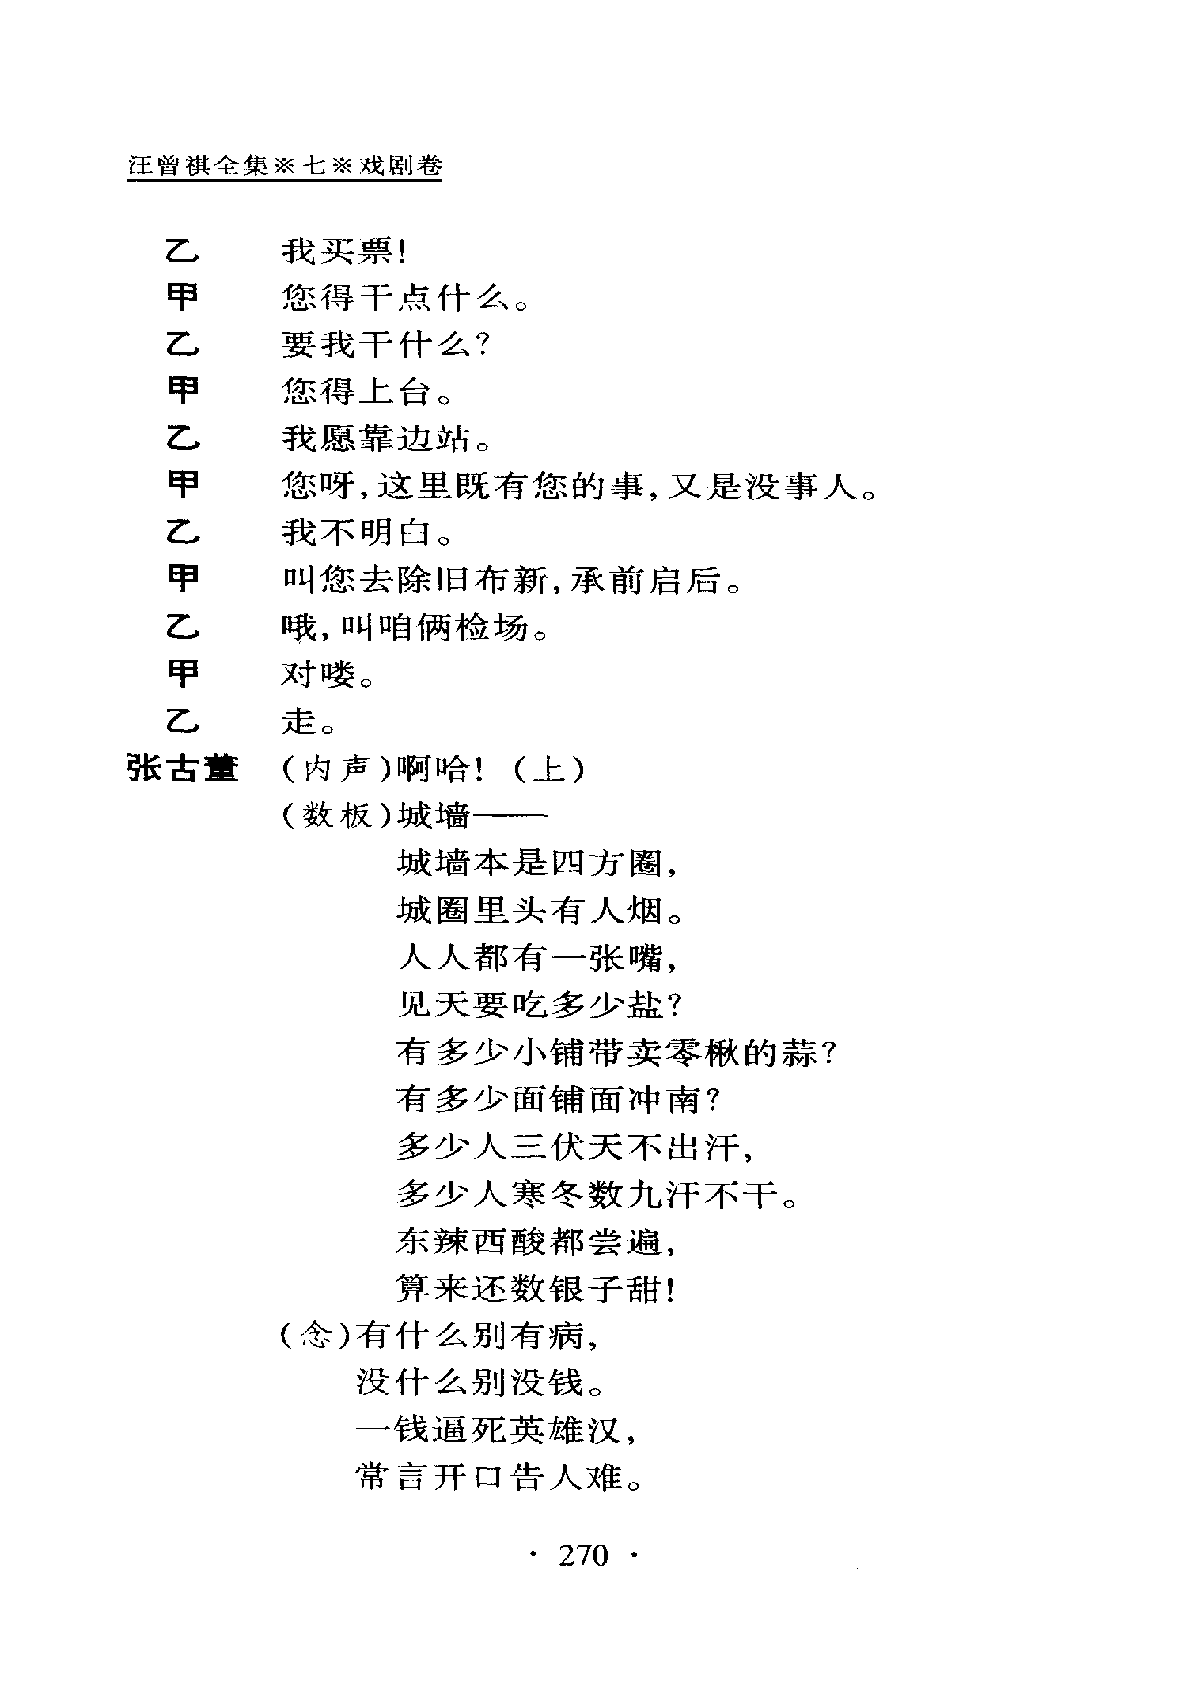 汪曾祺全集※七※戏剧卷
乙 我买票!
甲 您得干点什么。
乙 要我干什么?
甲 您得上台。
乙 我愿靠边站。
甲 您呀,这里既有您的事,又是没事人。
乙 我不明白。
甲 叫您去除旧布新,承前启后。
乙 哦,叫咱俩检场。
甲 对喽。
乙 走。
张古董 (内声)啊哈! (上)
(数板)城墙——
城墙本是四方圈,
城圈里头有人烟。
人人都有一张嘴,
见天要吃多少盐?
有多少小铺带卖零楸的蒜?
有多少面铺面冲南?
多少人三伏天不出汗,
多少人寒冬数九汗不干。
东辣西酸都尝遍,
算来还数银子甜!
(念)有什么别有病,
没什么别没钱。
一钱逼死英雄汉,
常言开口告人难。
· 270 ·